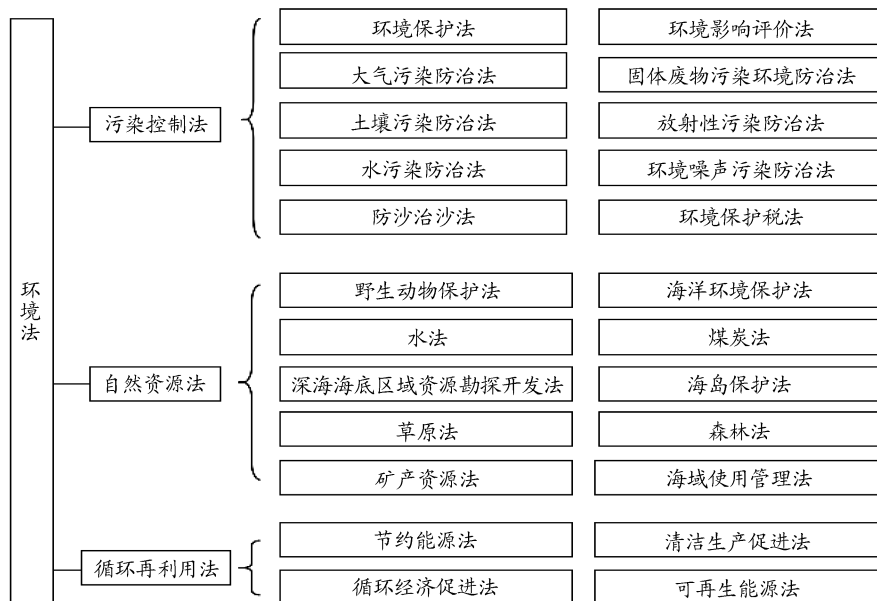 环境法
污染控制法
环境保护法
环境影响评价法
大气污染防治法
固体废物污染环境防治法
土壤污染防治法
放射性污染防治法
水污染防治法
环境噪声污染防治法
防沙治沙法
环境保护税法
自然资源法
野生动物保护法
海洋环境保护法
水法
煤炭法
深海海底区域资源勘探开发法
海岛保护法
草原法
森林法
矿产资源法
海域使用管理法
循环再利用法
节约能源法
清洁生产促进法
循环经济促进法
可再生能源法